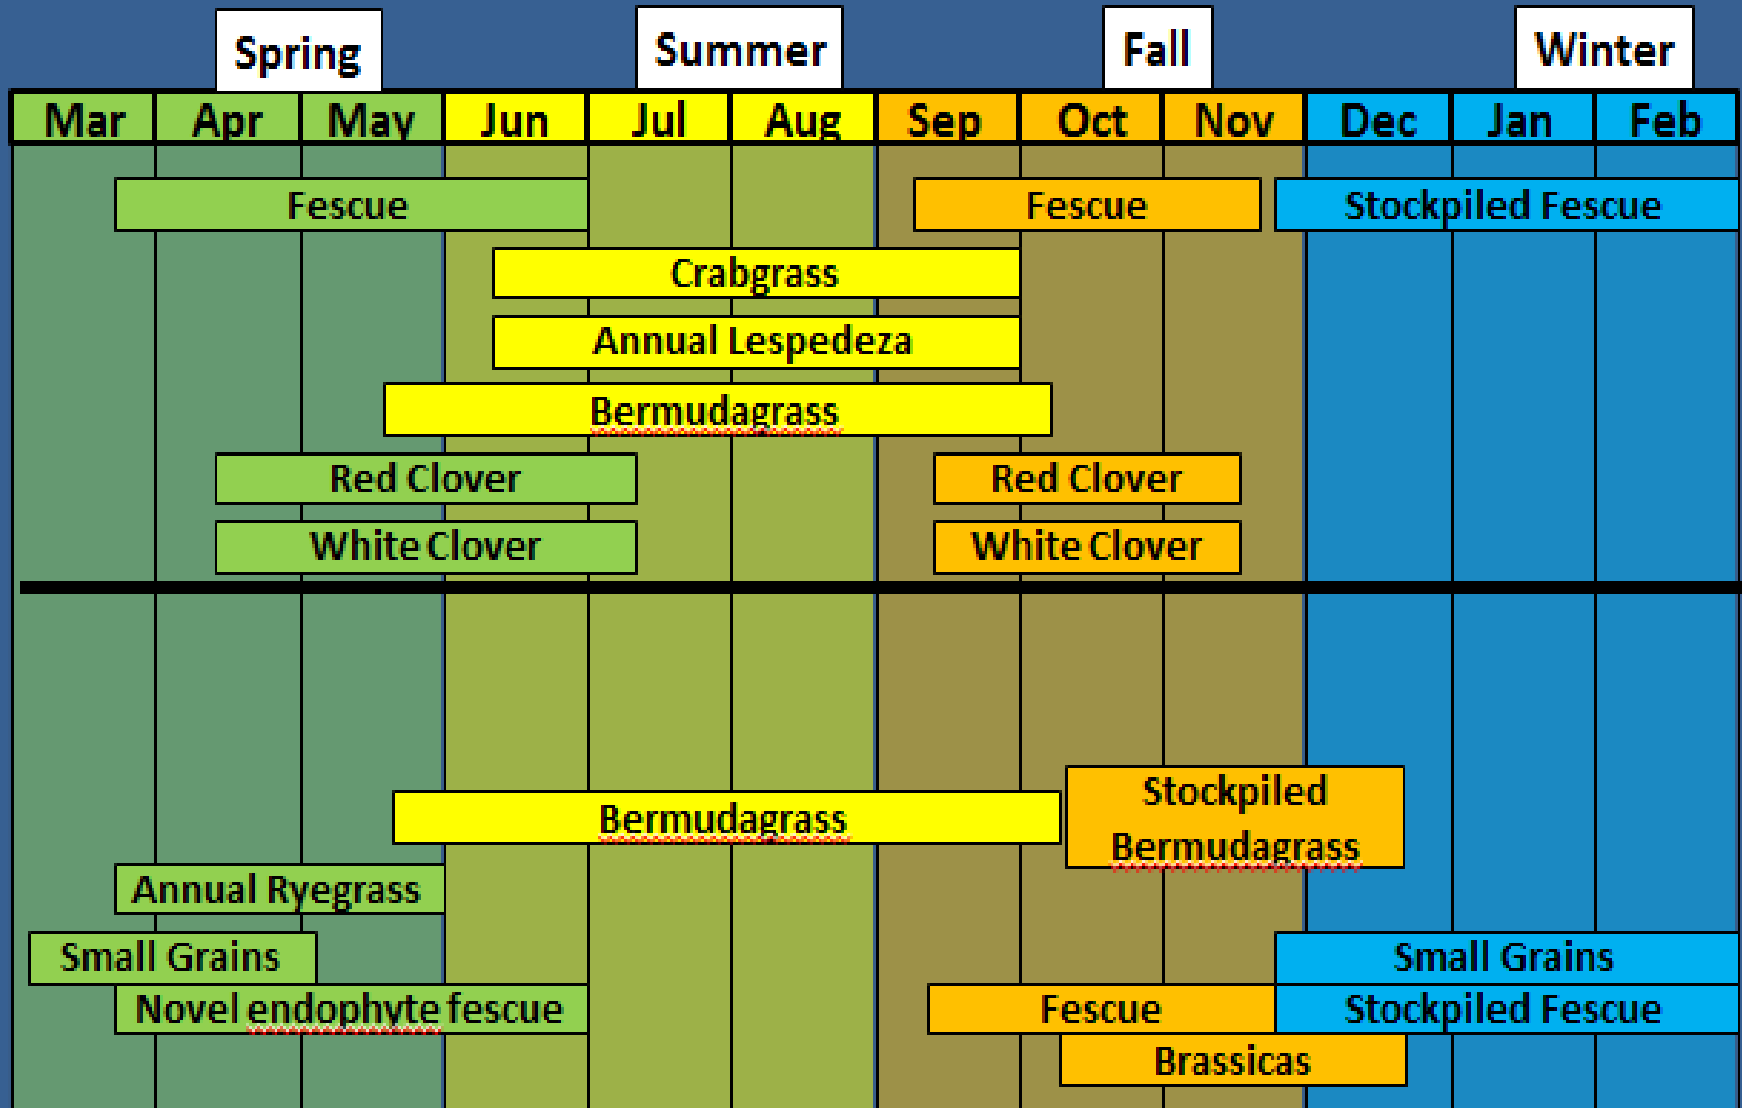 Spring
Summer
Fall
Winter
Mar Apr May Jun Jul Aug Sep Oct Nov Dec Jan Feb
Fescue Fescue Stockpiled Fescue
Crabgrass
Annual Lespedeza
Bermudagrass
Red Clover Red Clover
White Clover White Clover
Stockpiled
Bermudagrass
Bermudagrass
Annual Ryegrass
Small Grains Small Grains
Novel endophyte fescue Fescue Stockpiled Fescue
Brassicas